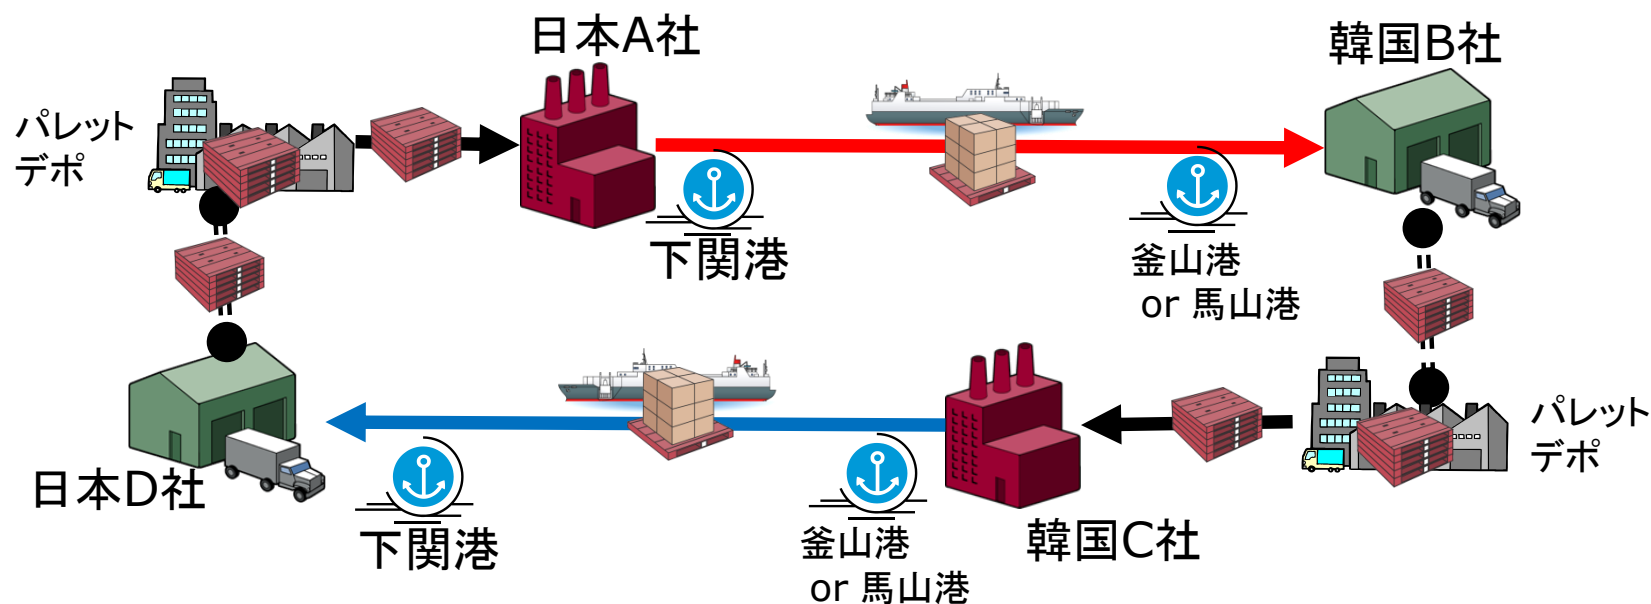 日本A社
韓国B社
パレット
デポ
下関港
釜山港
or 馬山港
パレット
デポ
日本D社
下関港
釜山港
or 馬山港
韓国C社